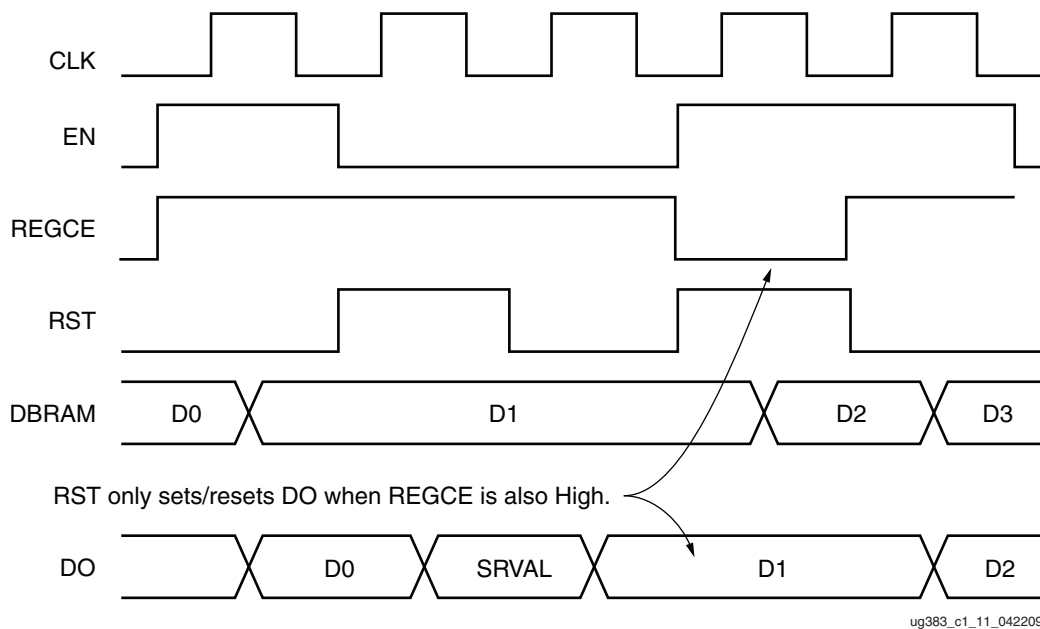 CLK
EN
REGCE
RST
DBRAM D0 D1 D2 D3
RST only sets/resets DO when REGCE is also High.
DO D0 SRVAL D1 D2
ug383_c1_11_042209